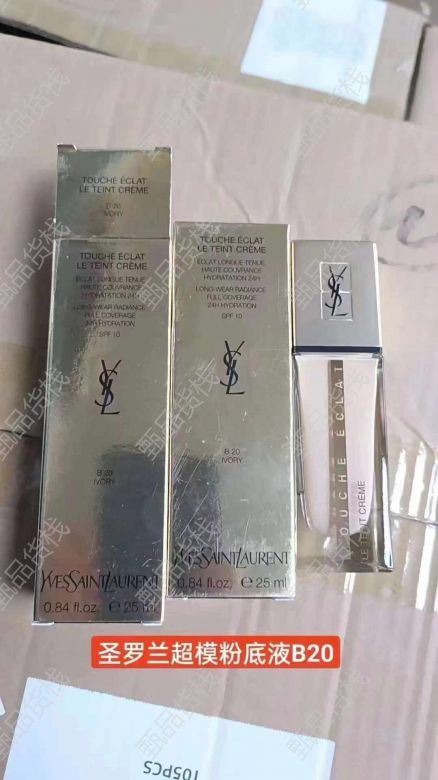 TOUCHE ÉCLAT
LE TEINT CRÈME
B 20
IVORY
TOUCHE ÉCLAT
LE TEINT CRÈME
ÉCLAT LONGUE TENUE
HAUTE COUVRANCE
HYDRATATION 24H
LONG-WEAR RADIANCE
FULL COVERAGE
24H HYDRATION
SPF 10
YSL
B 20
IVORY
YVESSAINTLAURENT
0.84 fl.oz. e 25 ml
TOUCHE ÉCLAT
LE TEINT CRÈME
ÉCLAT LONGUE TENUE
HAUTE COUVRANCE
HYDRATATION 24H
LONG-WEAR RADIANCE
FULL COVERAGE
24H HYDRATION
SPF 10
YSL
B 20
IVORY
YVESSAINTLAURENT
0.84 fl.oz. e 25 ml
YSL
TOUCHE ÉCLAT
LE TEINT CRÈME
圣罗兰超模粉底液B20
105PCS
甄品货栈